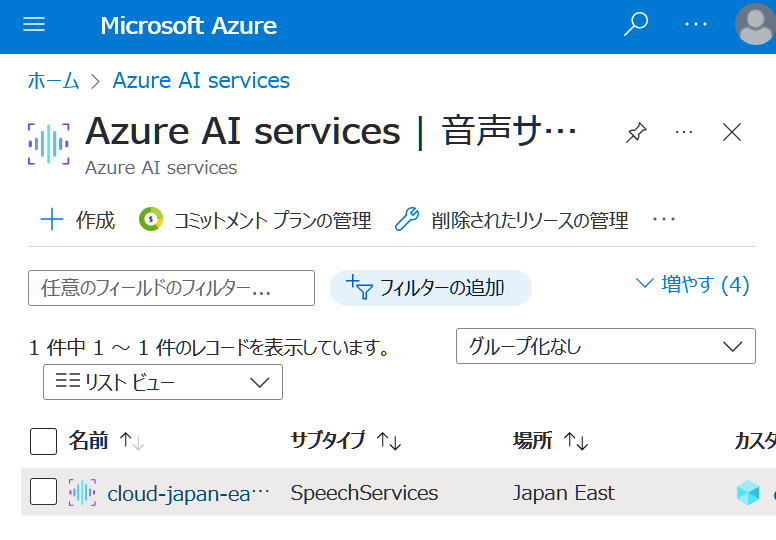 Microsoft Azure ···
ホーム > Azure AI services
Azure AI services | 音声サ··· ···
Azure AI services
作成 コミットメント プランの管理 削除されたリソースの管理 ···
任意のフィールドのフィルター... フィルターの追加 増やす (4)
1 件中 1 ～ 1 件のレコードを表示しています。 グループ化なし
リスト ビュー
名前 ↑↓ サブタイプ ↑↓ 場所 ↑↓ カスタ
cloud-japan-ea··· SpeechServices Japan East